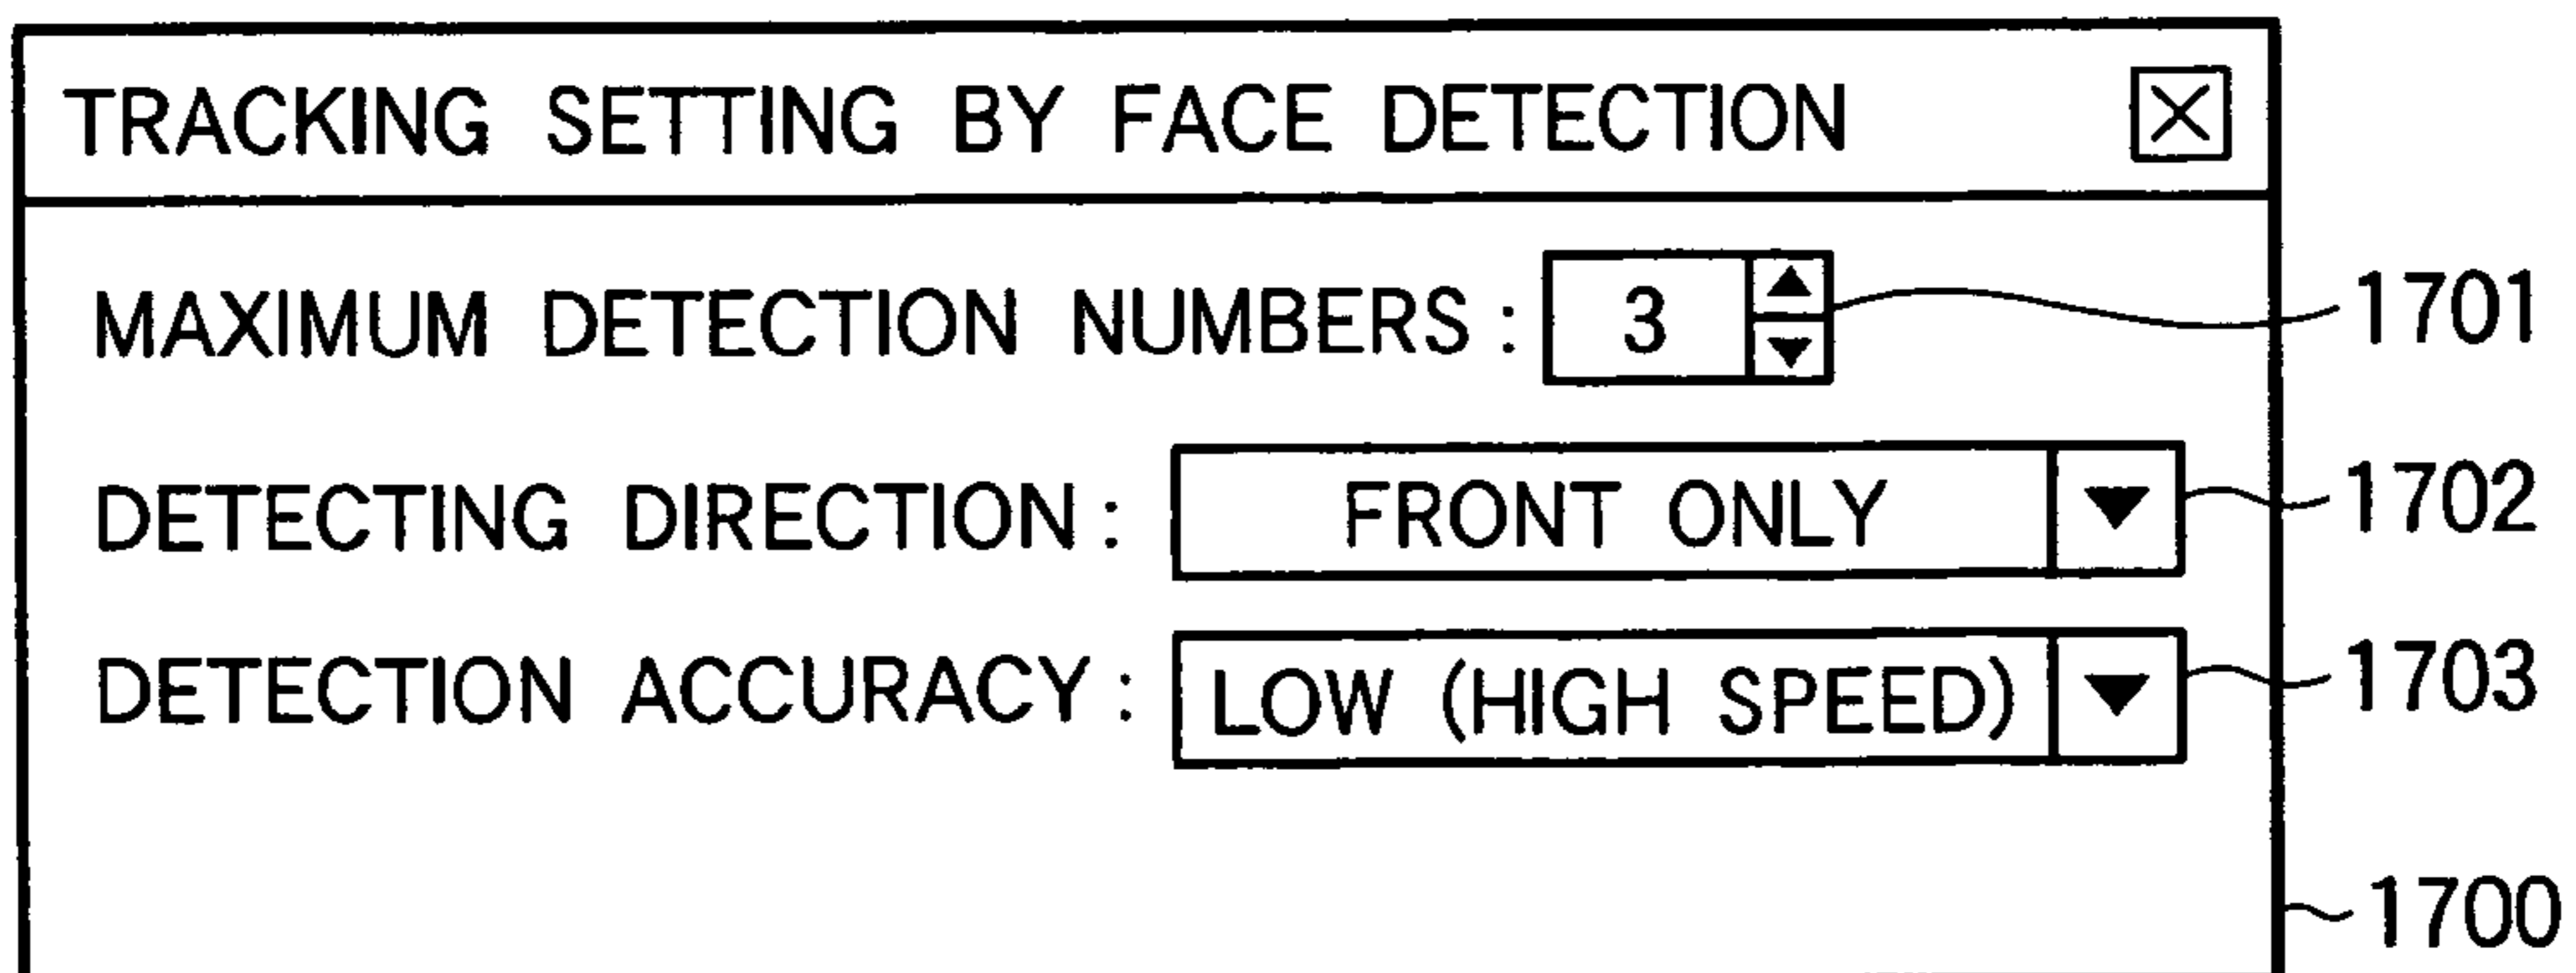 TRACKING SETTING BY FACE DETECTION
MAXIMUM DETECTION NUMBERS : 3 1701
DETECTING DIRECTION : FRONT ONLY 1702
DETECTION ACCURACY : LOW (HIGH SPEED) 1703
1700